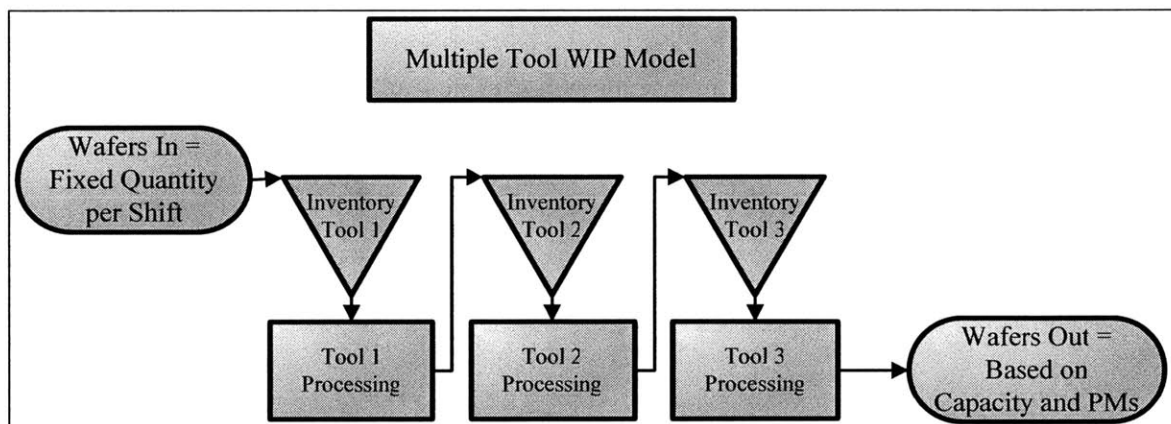 Multiple Tool WIP Model
Wafers In =
Fixed Quantity
per Shift
Inventory
Tool 1
Inventory
Tool 2
Inventory
Tool 3
Tool 1
Processing
Tool 2
Processing
Tool 3
Processing
Wafers Out =
Based on
Capacity and PMs